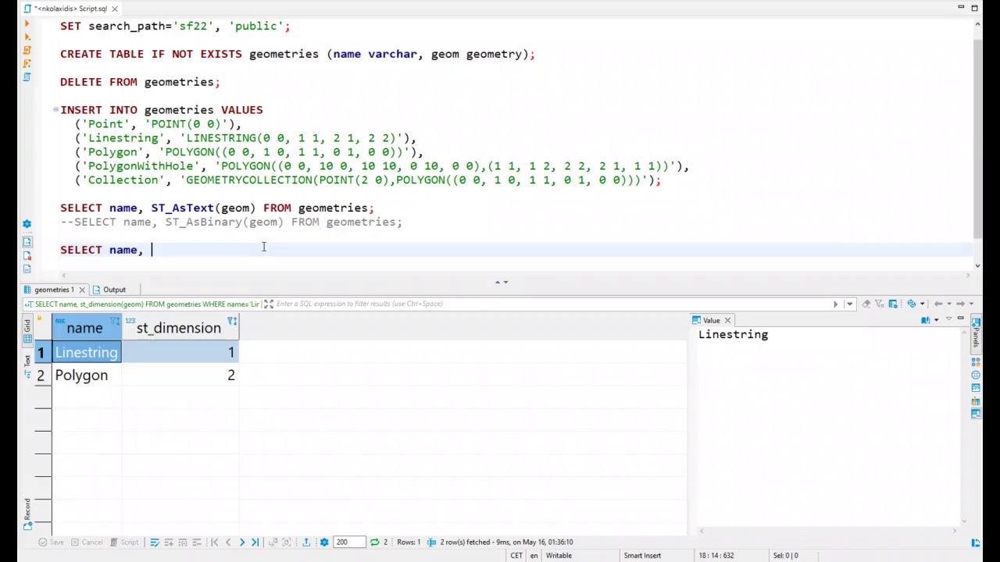 *<nkolaxidis> Script.sql
SET search_path='sf22', 'public';
CREATE TABLE IF NOT EXISTS geometries (name varchar, geom geometry);
DELETE FROM geometries;
INSERT INTO geometries VALUES
('Point', 'POINT(0 0)'),
('Linestring', 'LINESTRING(0 0, 1 1, 2 1, 2 2)'),
('Polygon', 'POLYGON((0 0, 1 0, 1 1, 0 1, 0 0))'),
('PolygonWithHole', 'POLYGON((0 0, 10 0, 10 10, 0 10, 0 0),(1 1, 1 2, 2 2, 2 1, 1 1))'),
('Collection', 'GEOMETRYCOLLECTION(POINT(2 0),POLYGON((0 0, 1 0, 1 1, 0 1, 0 0)))');
SELECT name, ST_AsText(geom) FROM geometries;
--SELECT name, ST_AsBinary(geom) FROM geometries;
SELECT name,
geometries 1 Output
SELECT name, st_dimension(geom) FROM geometries WHERE name='Lir Enter a SQL expression to filter results (use Ctrl+Space)
Grid
Text
Record
name st_dimension
1 Linestring 1
2 Polygon 2
Value
Linestring
Panels
Save Cancel Script 200 2 Rows: 1 2 row(s) fetched - 9ms, on May 16, 01:36:10
CET en Writable Smart Insert 18 : 14 : 632 Sel: 0 | 0